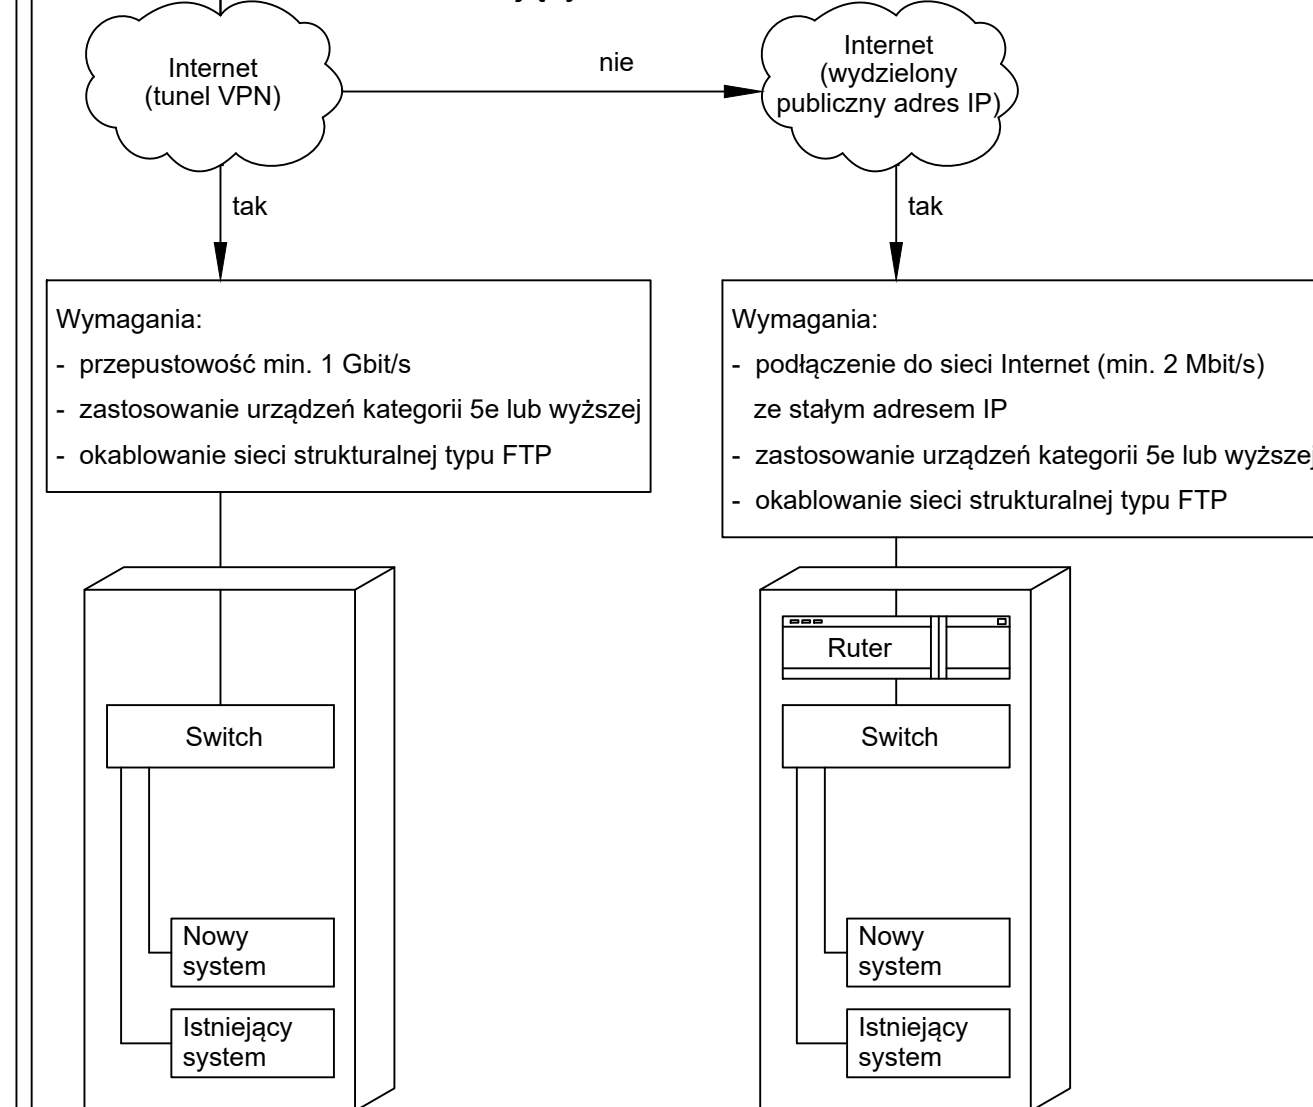 Internet
(tunel VPN)
nie
Internet
(wydzielony
publiczny adres IP)
tak
tak
Wymagania:
- przepustowość min. 1 Gbit/s
- zastosowanie urządzeń kategorii 5e lub wyższej
- okablowanie sieci strukturalnej typu FTP
Wymagania:
- podłączenie do sieci Internet (min. 2 Mbit/s)
ze stałym adresem IP
- zastosowanie urządzeń kategorii 5e lub wyższej
- okablowanie sieci strukturalnej typu FTP
Switch
Nowy
system
Istniejący
system
Ruter
Switch
Nowy
system
Istniejący
system